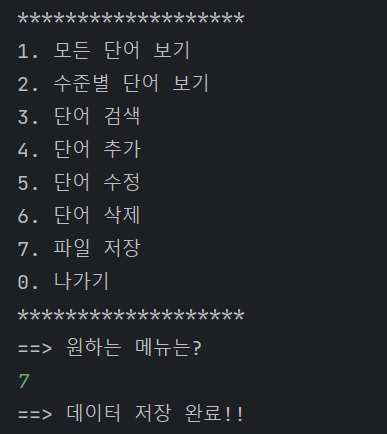 *******************
1. 모든 단어 보기
2. 수준별 단어 보기
3. 단어 검색
4. 단어 추가
5. 단어 수정
6. 단어 삭제
7. 파일 저장
0. 나가기
*******************
==> 원하는 메뉴는?
7
==> 데이터 저장 완료!!